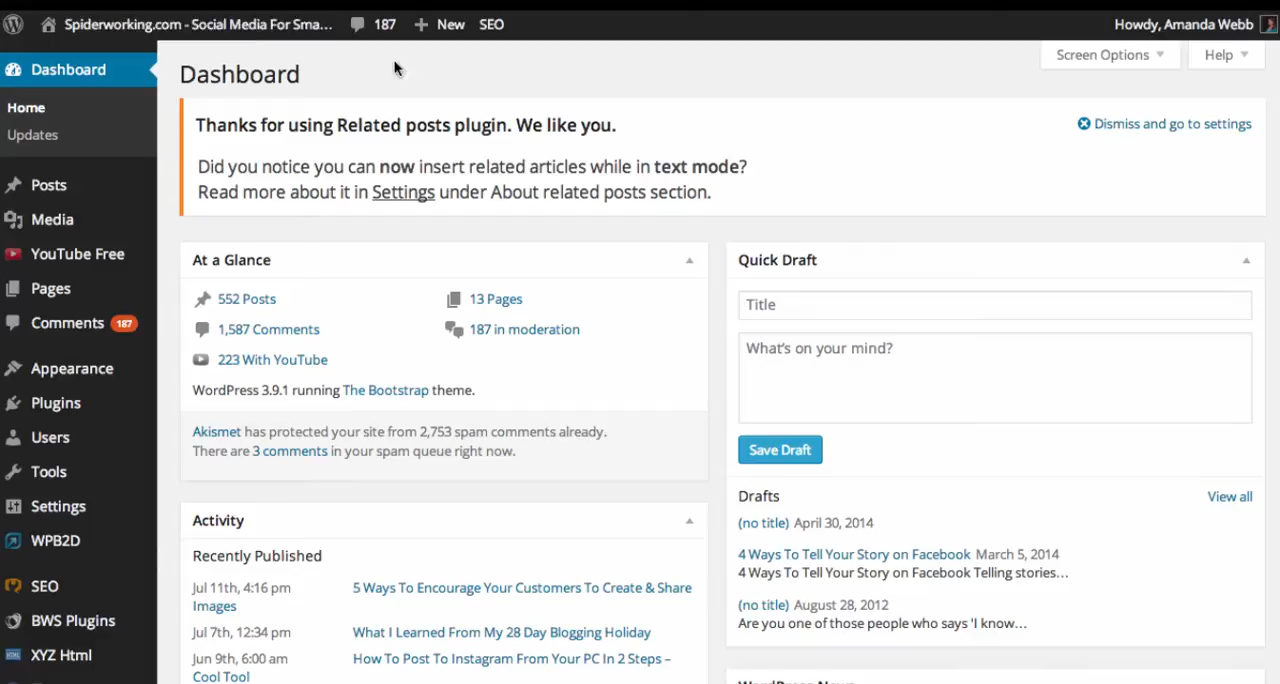 Spiderworking.com - Social Media For Sma... 187 New SEO Howdy, Amanda Webb
Dashboard
Home
Updates
Posts
Media
YouTube Free
Pages
Comments 187
Appearance
Plugins
Users
Tools
Settings
WPB2D
SEO
BWS Plugins
XYZ Html
Screen Options Help
Dashboard
Thanks for using Related posts plugin. We like you.
Dismiss and go to settings
Did you notice you can now insert related articles while in text mode?
Read more about it in Settings under About related posts section.
At a Glance
552 Posts 13 Pages
1,587 Comments 187 in moderation
223 With YouTube
WordPress 3.9.1 running The Bootstrap theme.
Akismet has protected your site from 2,753 spam comments already.
There are 3 comments in your spam queue right now.
Activity
Recently Published
Jul 11th, 4:16 pm 5 Ways To Encourage Your Customers To Create & Share
Images
Jul 7th, 12:34 pm What I Learned From My 28 Day Blogging Holiday
Jun 9th, 6:00 am How To Post To Instagram From Your PC In 2 Steps –
Cool Tool
Quick Draft
Title
What's on your mind?
Save Draft
Drafts View all
(no title) April 30, 2014
4 Ways To Tell Your Story on Facebook March 5, 2014
4 Ways To Tell Your Story on Facebook Telling stories…
(no title) August 28, 2012
Are you one of those people who says 'I know…
WordPress News